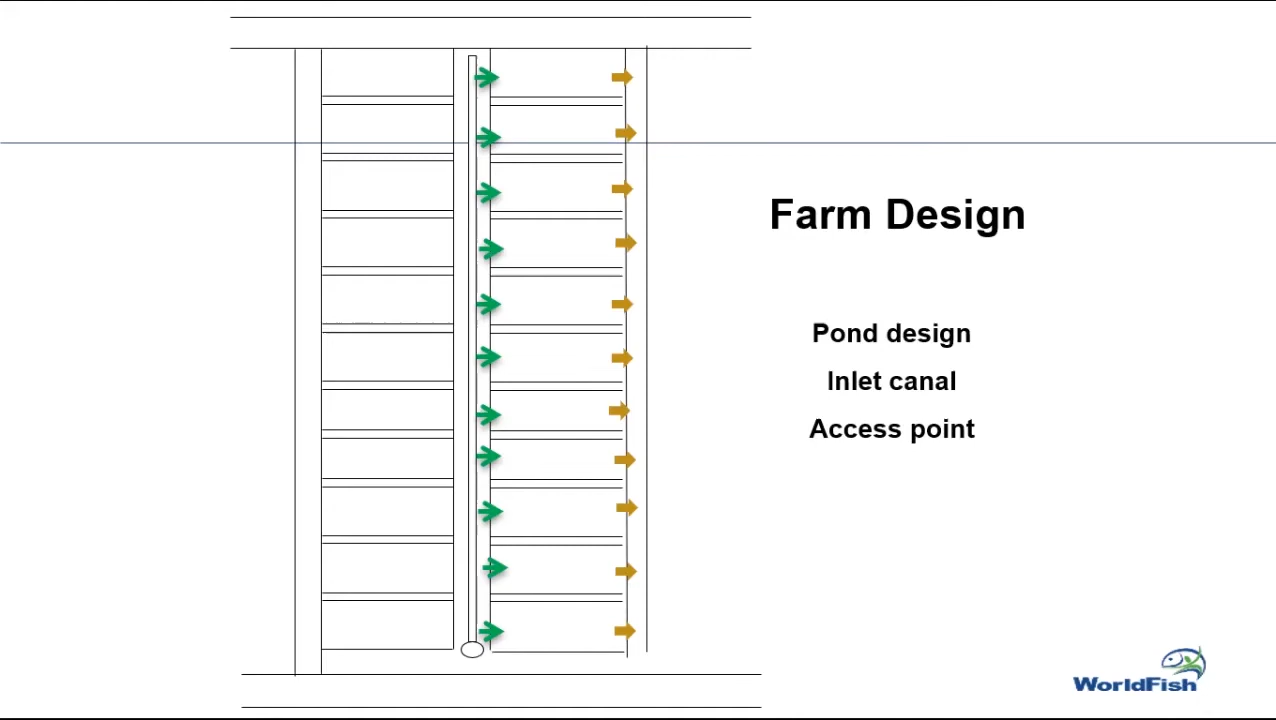 Farm Design
Pond design
Inlet canal
Access point
WorldFish